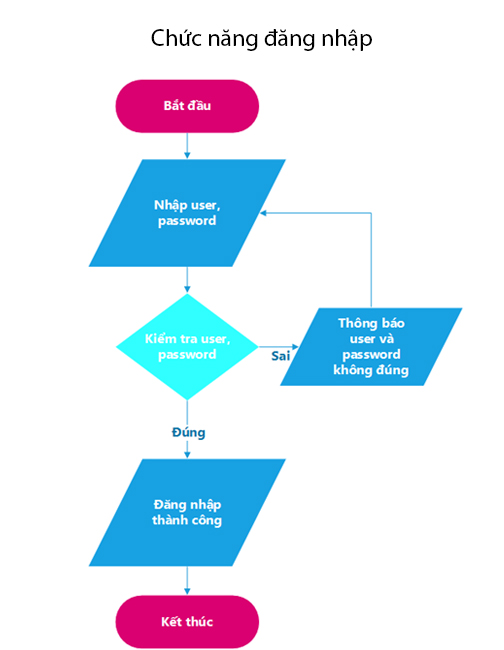 Chức năng đăng nhập
Bắt đầu
Nhập user,
password
Kiểm tra user,
password
Sai
Thông báo
user và
password
không đúng
Đúng
Đăng nhập
thành công
Kết thúc